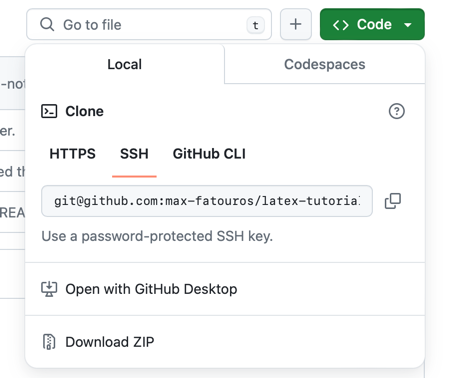 Go to file
t
Code
Local
Codespaces
-not
Clone
er.
HTTPS
SSH
GitHub CLI
ed th
git@github.com:max-fatouros/latex-tutorial
REA
Use a password-protected SSH key.
Open with GitHub Desktop
Download ZIP